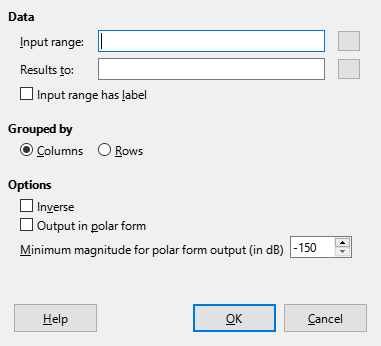 Data
Input range:
Results to:
Input range has label
Grouped by
Columns Rows
Options
Inverse
Output in polar form
Minimum magnitude for polar form output (in dB) -150
Help OK Cancel